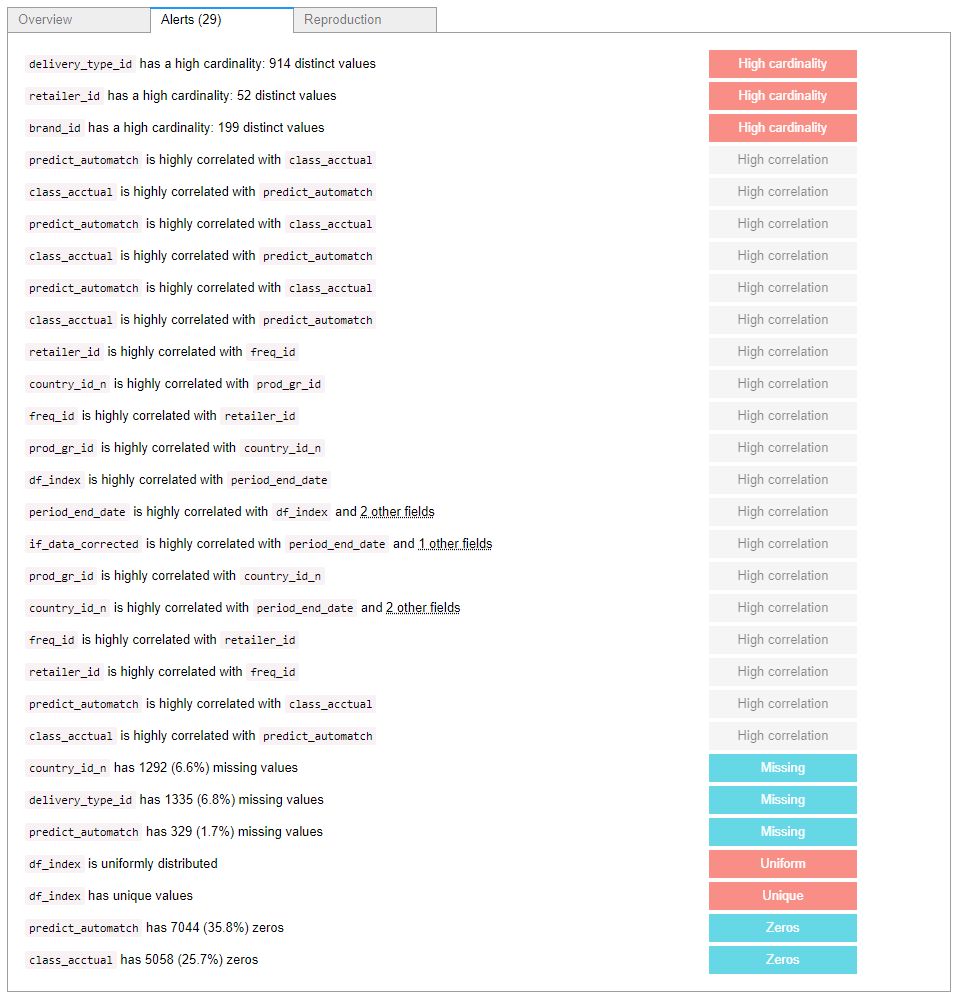 Overview Alerts (29) Reproduction
delivery_type_id has a high cardinality: 914 distinct values High cardinality
retailer_id has a high cardinality: 52 distinct values High cardinality
brand_id has a high cardinality: 199 distinct values High cardinality
predict_automatch is highly correlated with class_acctual High correlation
class_acctual is highly correlated with predict_automatch High correlation
predict_automatch is highly correlated with class_acctual High correlation
class_acctual is highly correlated with predict_automatch High correlation
predict_automatch is highly correlated with class_acctual High correlation
class_acctual is highly correlated with predict_automatch High correlation
retailer_id is highly correlated with freq_id High correlation
country_id_n is highly correlated with prod_gr_id High correlation
freq_id is highly correlated with retailer_id High correlation
prod_gr_id is highly correlated with country_id_n High correlation
df_index is highly correlated with period_end_date High correlation
period_end_date is highly correlated with df_index and 2 other fields High correlation
if_data_corrected is highly correlated with period_end_date and 1 other fields High correlation
prod_gr_id is highly correlated with country_id_n High correlation
country_id_n is highly correlated with period_end_date and 2 other fields High correlation
freq_id is highly correlated with retailer_id High correlation
retailer_id is highly correlated with freq_id High correlation
predict_automatch is highly correlated with class_acctual High correlation
class_acctual is highly correlated with predict_automatch High correlation
country_id_n has 1292 (6.6%) missing values Missing
delivery_type_id has 1335 (6.8%) missing values Missing
predict_automatch has 329 (1.7%) missing values Missing
df_index is uniformly distributed Uniform
df_index has unique values Unique
predict_automatch has 7044 (35.8%) zeros Zeros
class_acctual has 5058 (25.7%) zeros Zeros